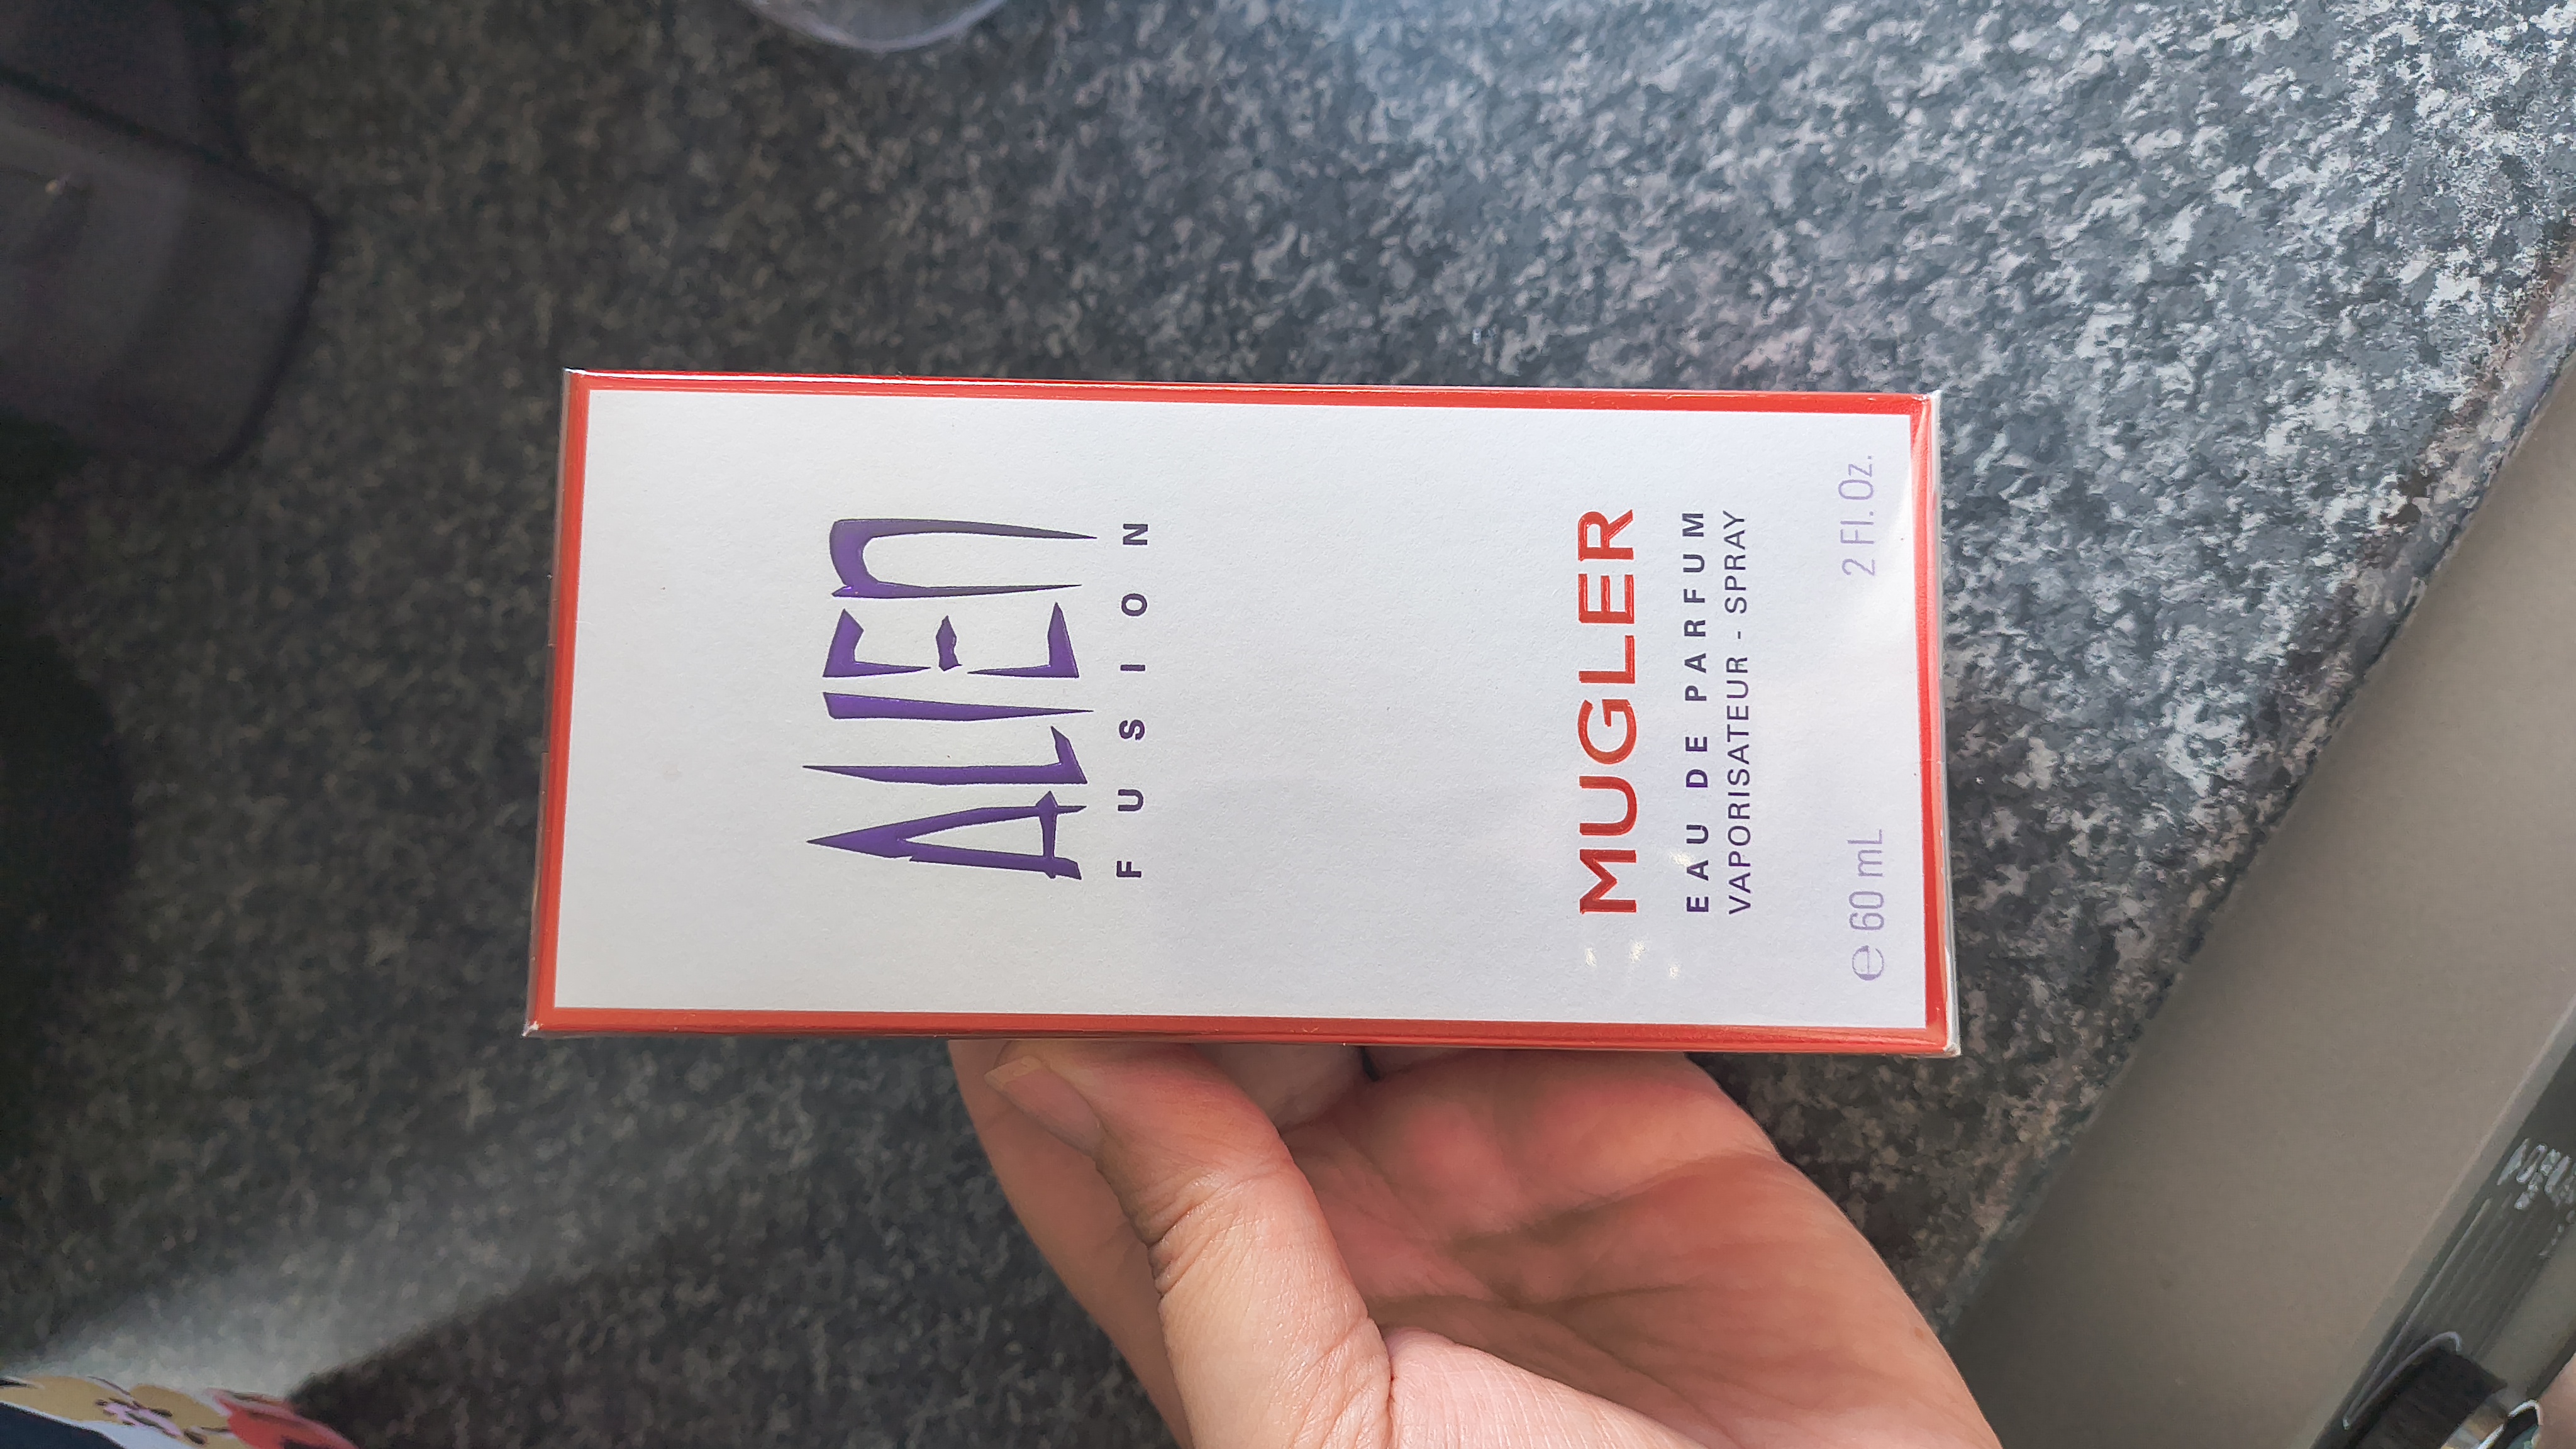 ALIEN
FUSION
MUGLER
EAU DE PARFUM
VAPORISATEUR - SPRAY
℮ 60 mL 2 Fl. Oz.